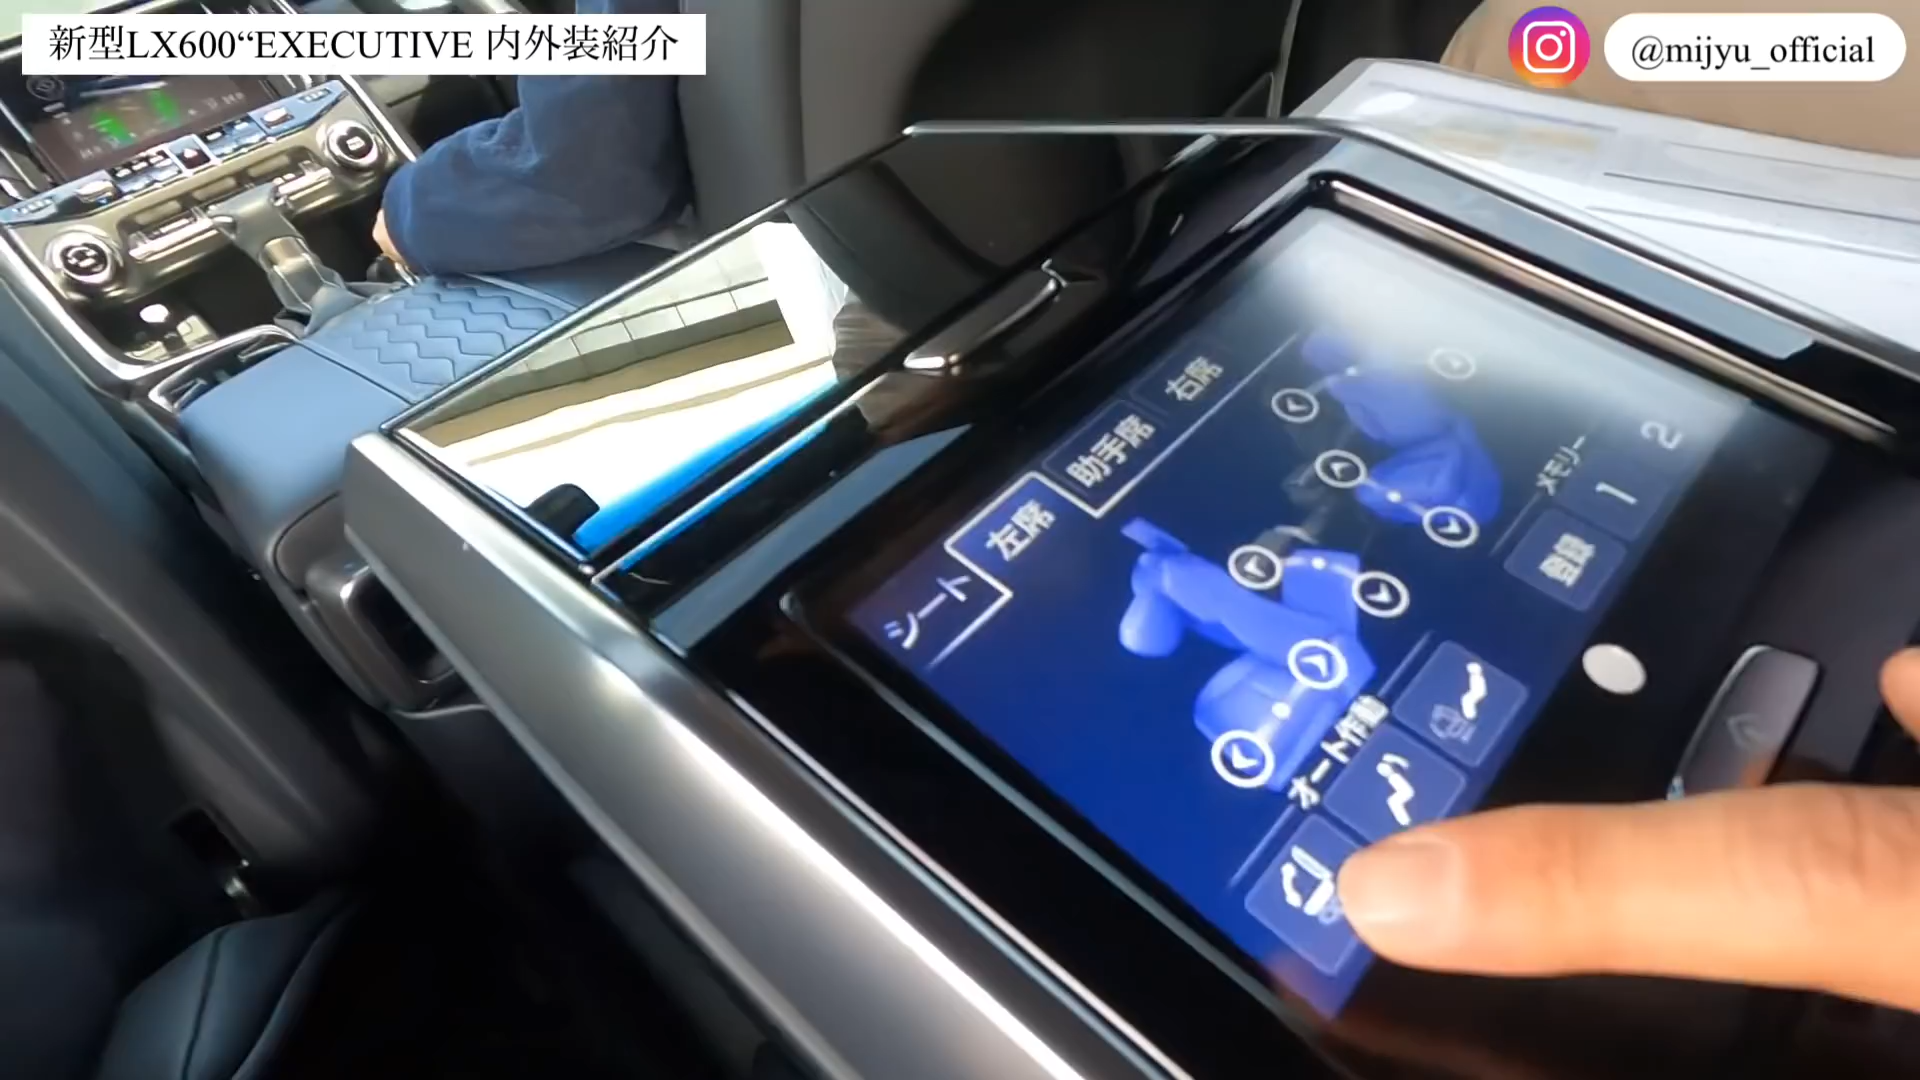 新型LX600“EXECUTIVE 内外装紹介
@mijyu_official
シート
左席
助手席
右席
メモリー
登録
1
2
オート作動